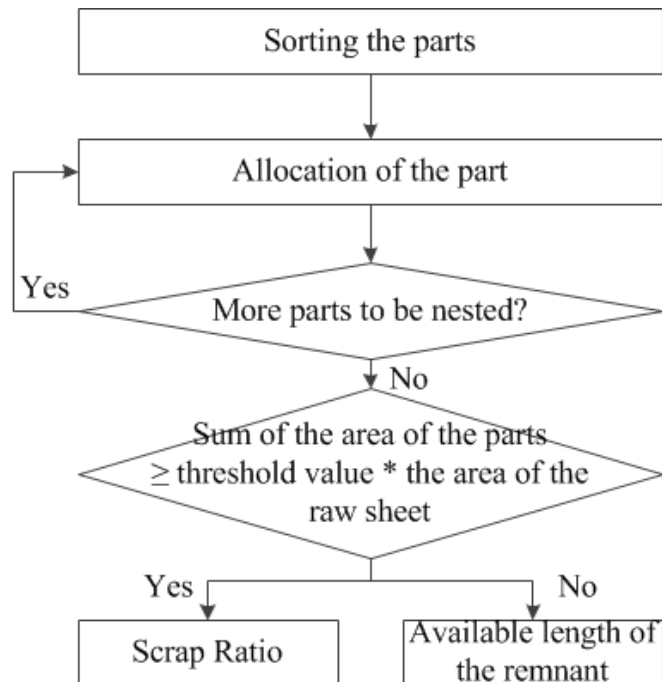 Sorting the parts
Allocation of the part
Yes
More parts to be nested?
No
Sum of the area of the parts
≥ threshold value * the area of the
raw sheet
Yes
No
Scrap Ratio
Available length of
the remnant